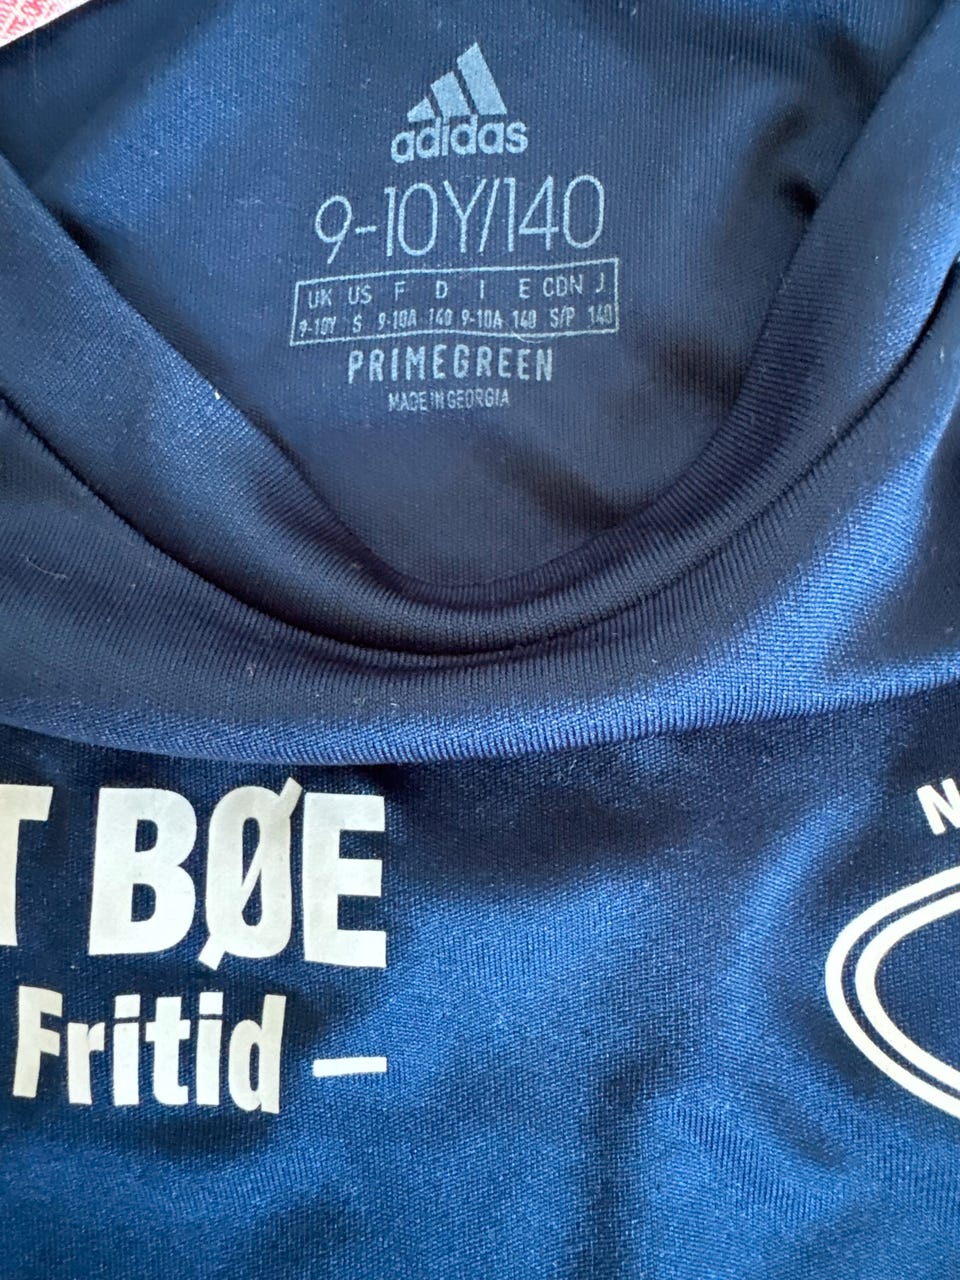 adidas
9-10Y/140
UK US F D I E CDN J
9-10Y S 9-10A 140 9-10A 140 S/P 140
PRIMEGREEN
MADE IN GEORGIA
T BØE
N
Fritid –